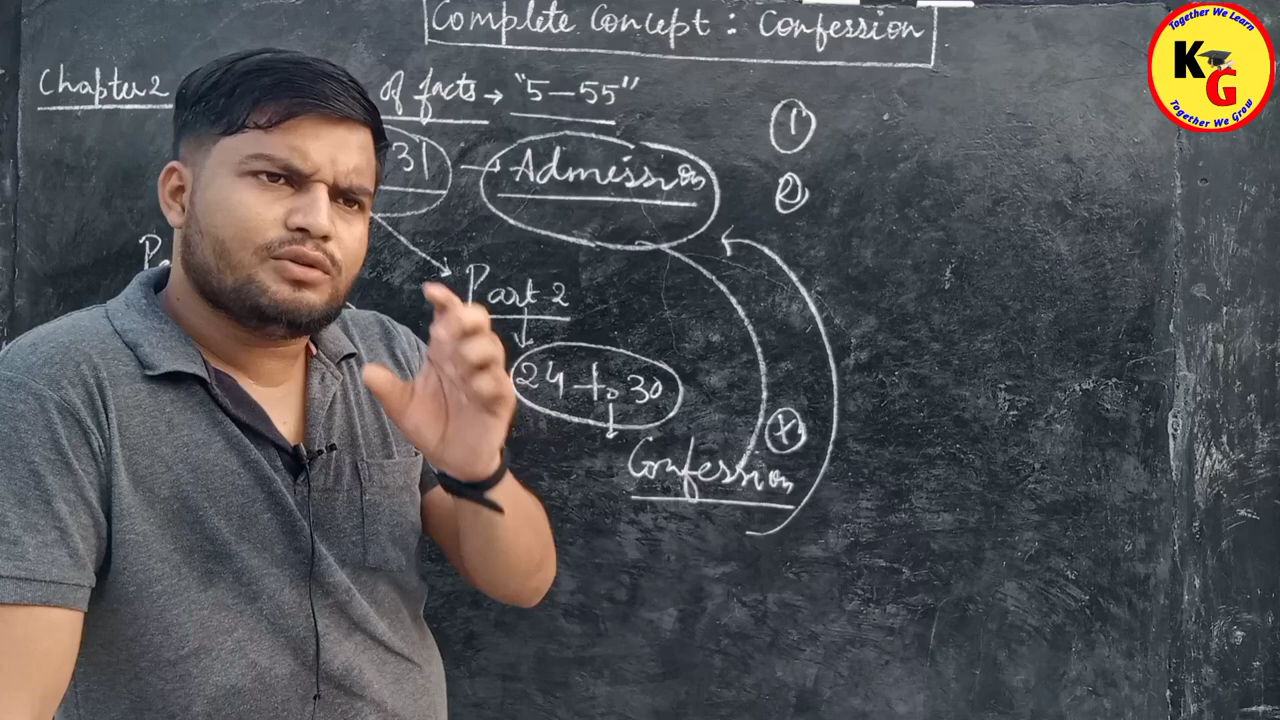 Complete Concept : Confession
Chapter 2 of facts → "5-55"
31 → Admission
Part 2
24 to 30
Confession
1
2
Together We Learn
KG
Together We Grow